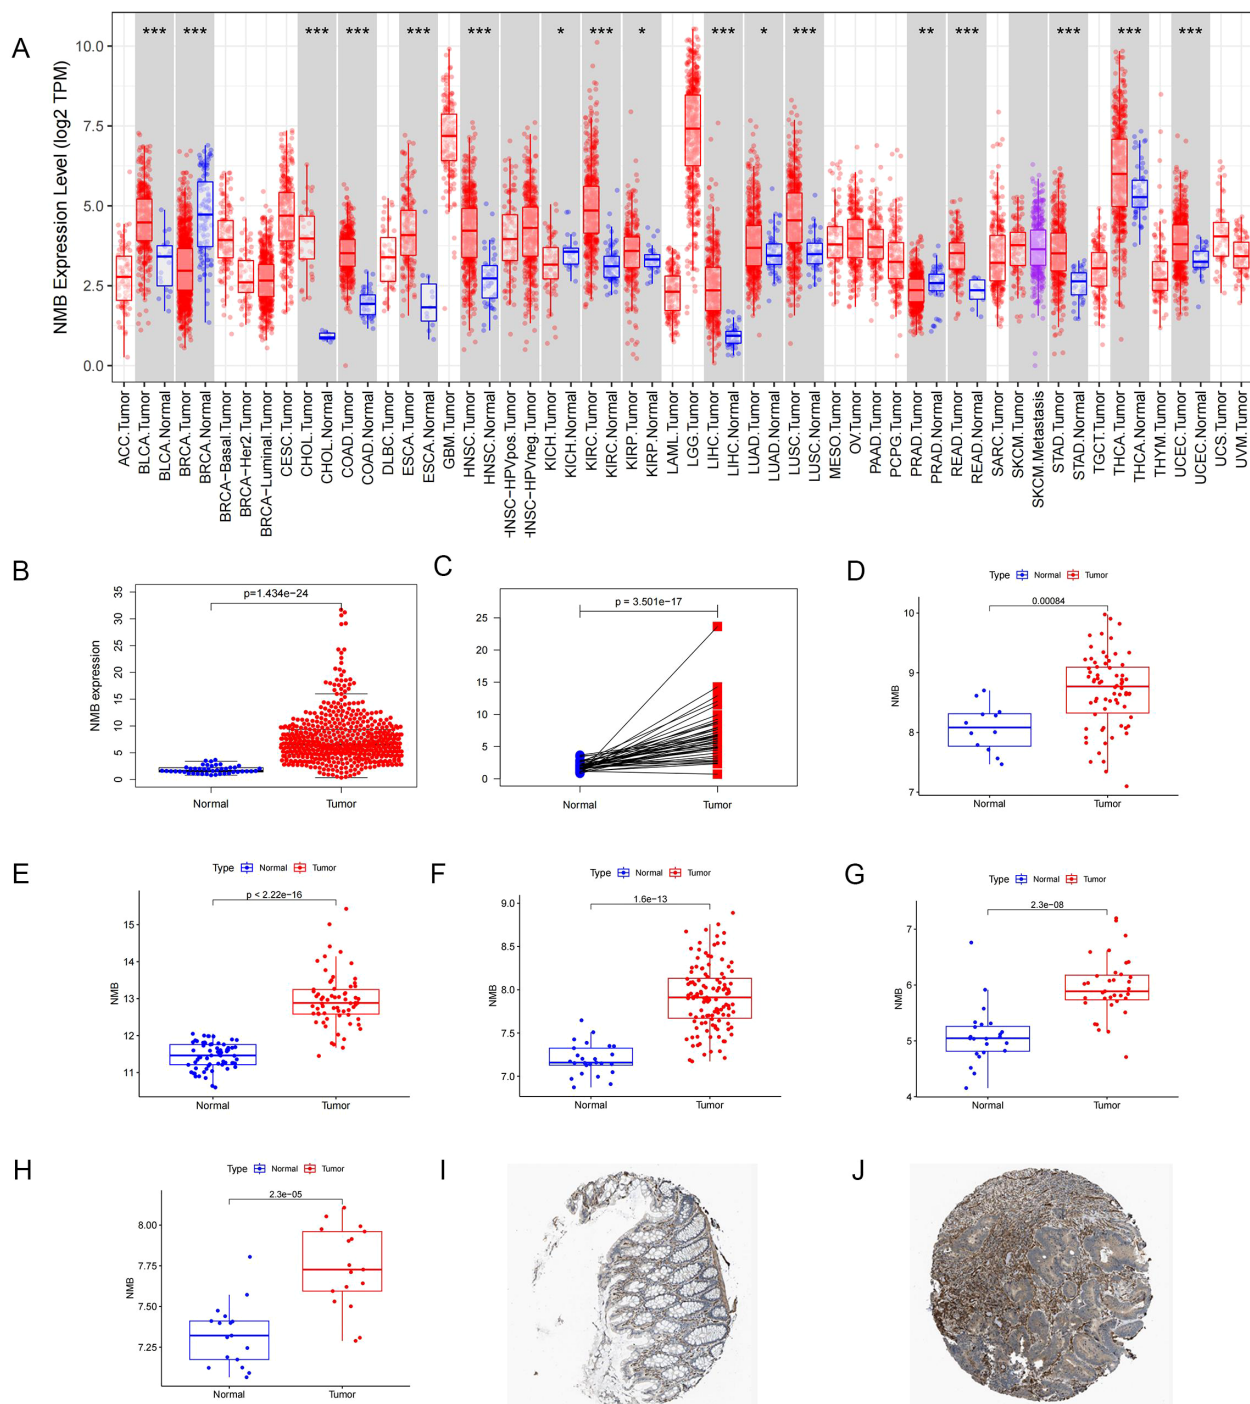 A
NMB Expression Level (log2 TPM)
*** *** *** *** *** *** * *** * *** * *** ** *** *** *** ***
10.0
7.5
5.0
2.5
0.0
ACC.Tumor
BLCA.Tumor
BLCA.Normal
BRCA.Tumor
BRCA.Normal
BRCA−Basal.Tumor
BRCA−Her2.Tumor
BRCA−Luminal.Tumor
CESC.Tumor
CHOL.Tumor
CHOL.Normal
COAD.Tumor
COAD.Normal
DLBC.Tumor
ESCA.Tumor
ESCA.Normal
GBM.Tumor
HNSC.Tumor
HNSC.Normal
HNSC−HPVpos.Tumor
HNSC−HPVneg.Tumor
KICH.Tumor
KICH.Normal
KIRC.Tumor
KIRC.Normal
KIRP.Tumor
KIRP.Normal
LAML.Tumor
LGG.Tumor
LIHC.Tumor
LIHC.Normal
LUAD.Tumor
LUAD.Normal
LUSC.Tumor
LUSC.Normal
MESO.Tumor
OV.Tumor
PAAD.Tumor
PCPG.Tumor
PRAD.Tumor
PRAD.Normal
READ.Tumor
READ.Normal
SARC.Tumor
SKCM.Tumor
SKCM.Metastasis
STAD.Tumor
STAD.Normal
TGCT.Tumor
THCA.Tumor
THCA.Normal
THYM.Tumor
UCEC.Tumor
UCEC.Normal
UCS.Tumor
UVM.Tumor
B
NMB expression
35
30
25
20
15
10
5
0
p=1.434e−24
Normal Tumor
C
25
20
15
10
5
0
p = 3.501e−17
Normal Tumor
D
Type Normal Tumor
NMB
10
9
8
7
0.00084
Normal Tumor
E
Type Normal Tumor
NMB
15
14
13
12
11
p < 2.22e−16
Normal Tumor
F
Type Normal Tumor
NMB
9.0
8.5
8.0
7.5
7.0
1.6e−13
Normal Tumor
G
Type Normal Tumor
NMB
7
6
5
4
2.3e−08
Normal Tumor
H
Type Normal Tumor
NMB
8.00
7.75
7.50
7.25
2.3e−05
Normal Tumor
I
J